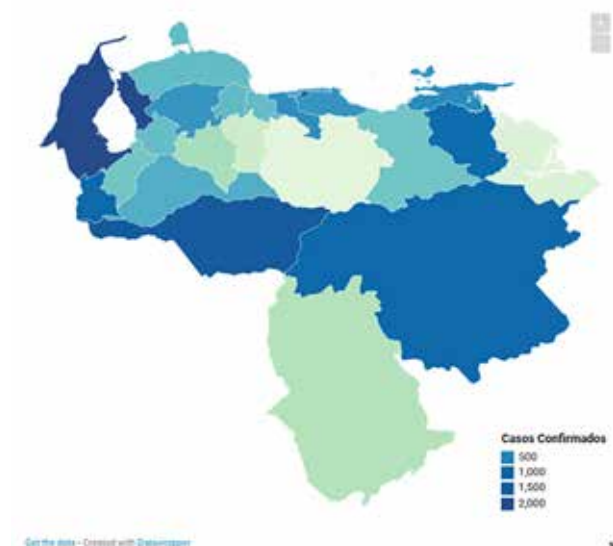 Casos Confirmados
500
1,000
1,500
2,000
Get the data - Created with Datawrapper